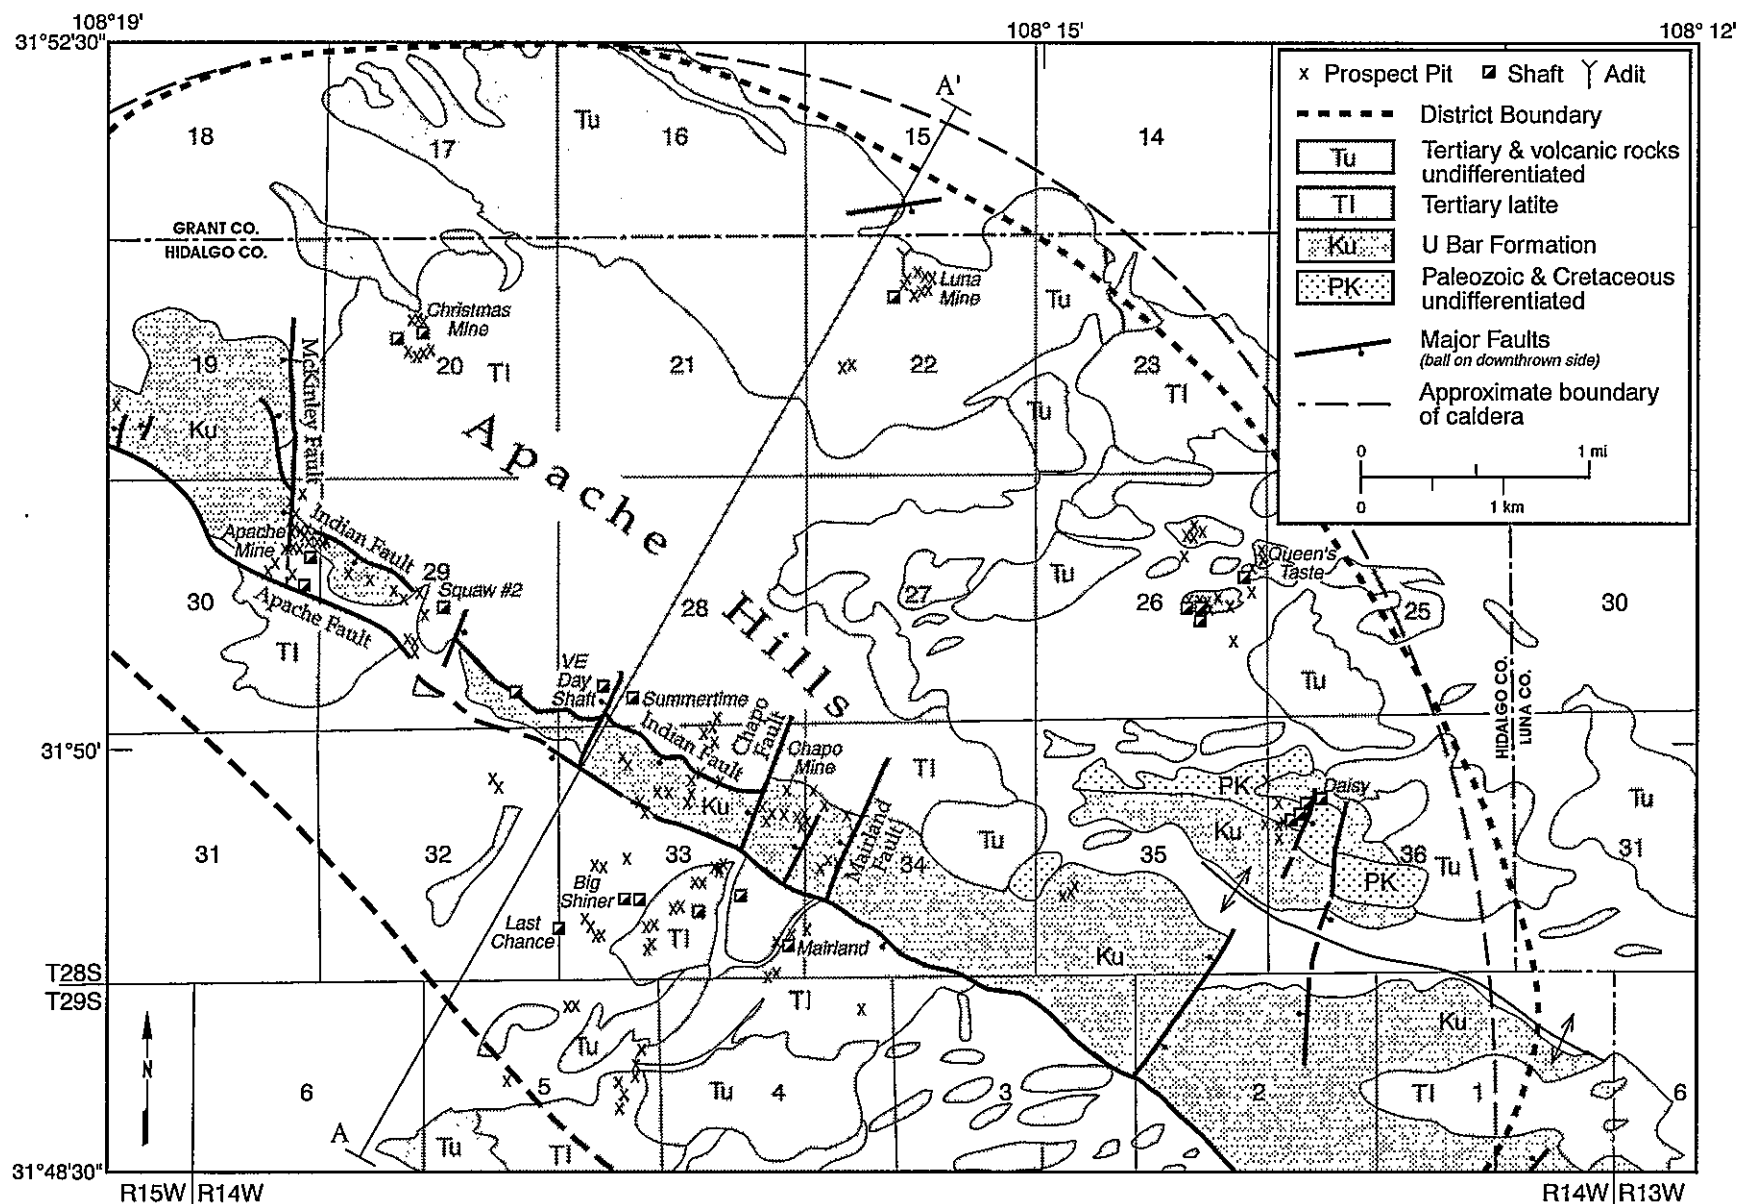 108°19'
108° 15'
108° 12'
31°52'30"
A'
x Prospect Pit
Shaft
Adit
District Boundary
Tu
Tertiary & volcanic rocks
undifferentiated
Tl
Tertiary latite
Ku
U Bar Formation
PK
Paleozoic & Cretaceous
undifferentiated
Major Faults
(ball on downthrown side)
Approximate boundary
of caldera
0
1 mi
0
1 km
18
17
Tu
16
15
14
GRANT CO.
HIDALGO CO.
Christmas
Mine
Luna
Mine
Tu
19
McKinley Fault
20
Tl
21
22
23
Tl
Tu
Ku
Apache
Hills
Apache
Mine
Indian Fault
29
Squaw #2
30
Apache Fault
Tl
28
27
Tu
26
Queen's
Taste
25
30
Tu
HIDALGO CO.
LUNA CO.
VE
Day
Shaft
Summertime
Indian Fault
Chapo
Fault
Chapo
Mine
31°50'
Tl
Ku
Mairland
Fault
PK
Daisy
Ku
Tu
Tu
31
32
33
34
35
36
Tu
31
PK
Big
Shiner
Last
Chance
Tl
Mairland
Ku
T28S
T29S
Tl
Ku
Tu
N
6
5
Tu
4
3
2
Tl
1
6
A
Tu
Tl
31°48'30"
R15W
R14W
R14W
R13W